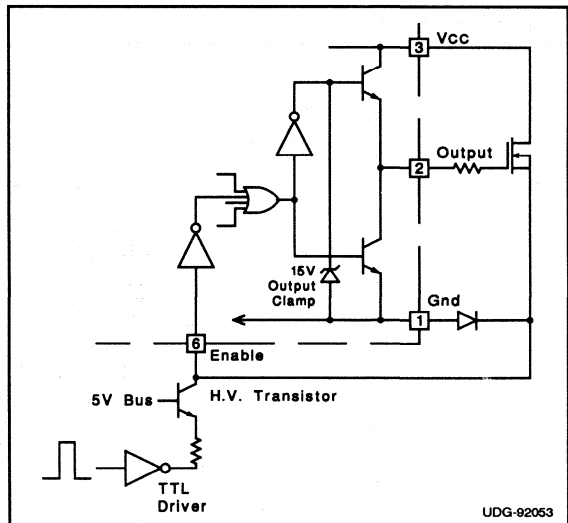 3 Vcc
Output
2
15V
Output
Clamp
Gnd
1
6
Enable
5V Bus
H.V. Transistor
TTL
Driver
UDG-92053